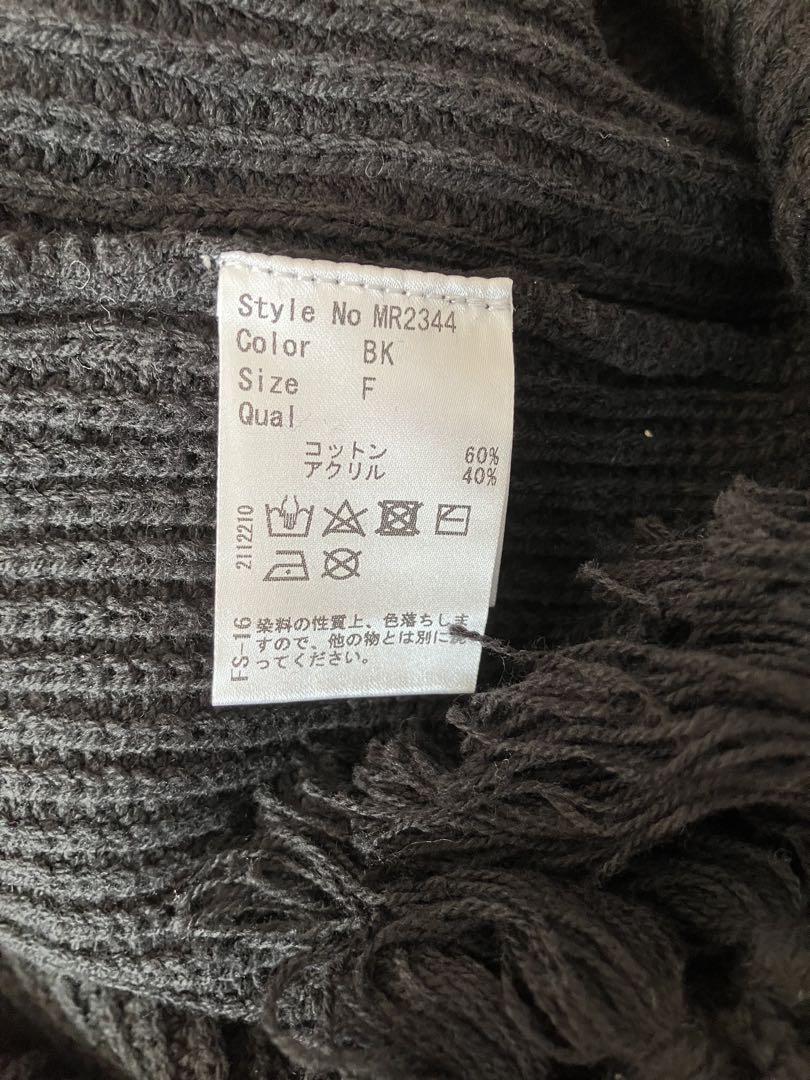 Style No MR2344
Color BK
Size F
Qual
コットン 60%
アクリル 40%
2112210
FS-16
染料の性質上、色落ちしま
すので、他の物とは別に
ってください。